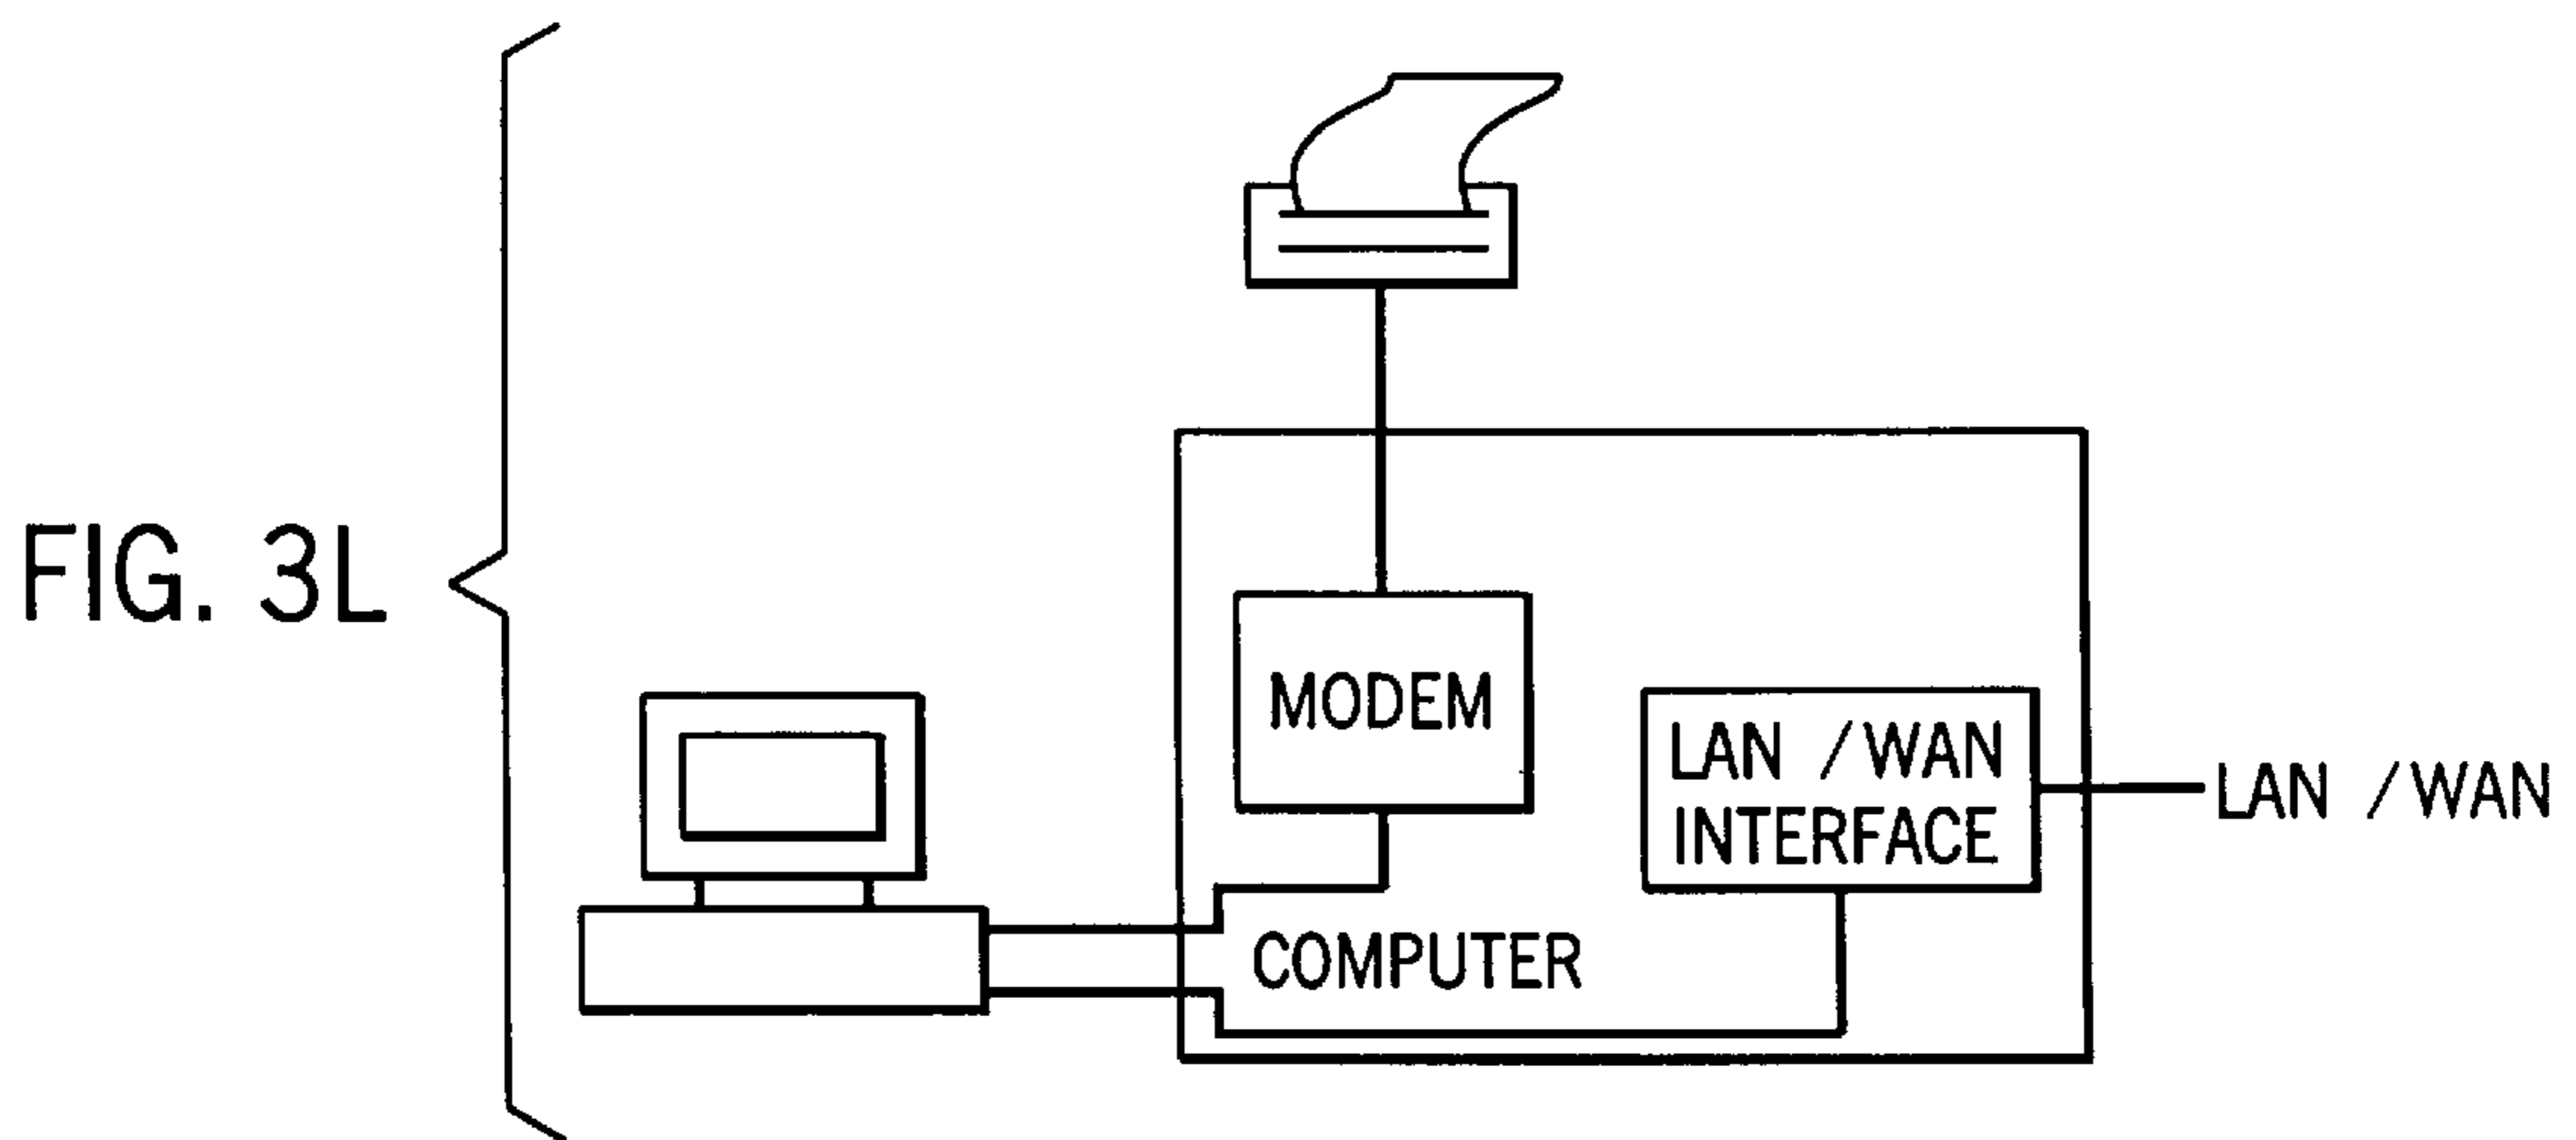 FIG. 3L
MODEM
LAN /WAN
INTERFACE
LAN /WAN
COMPUTER